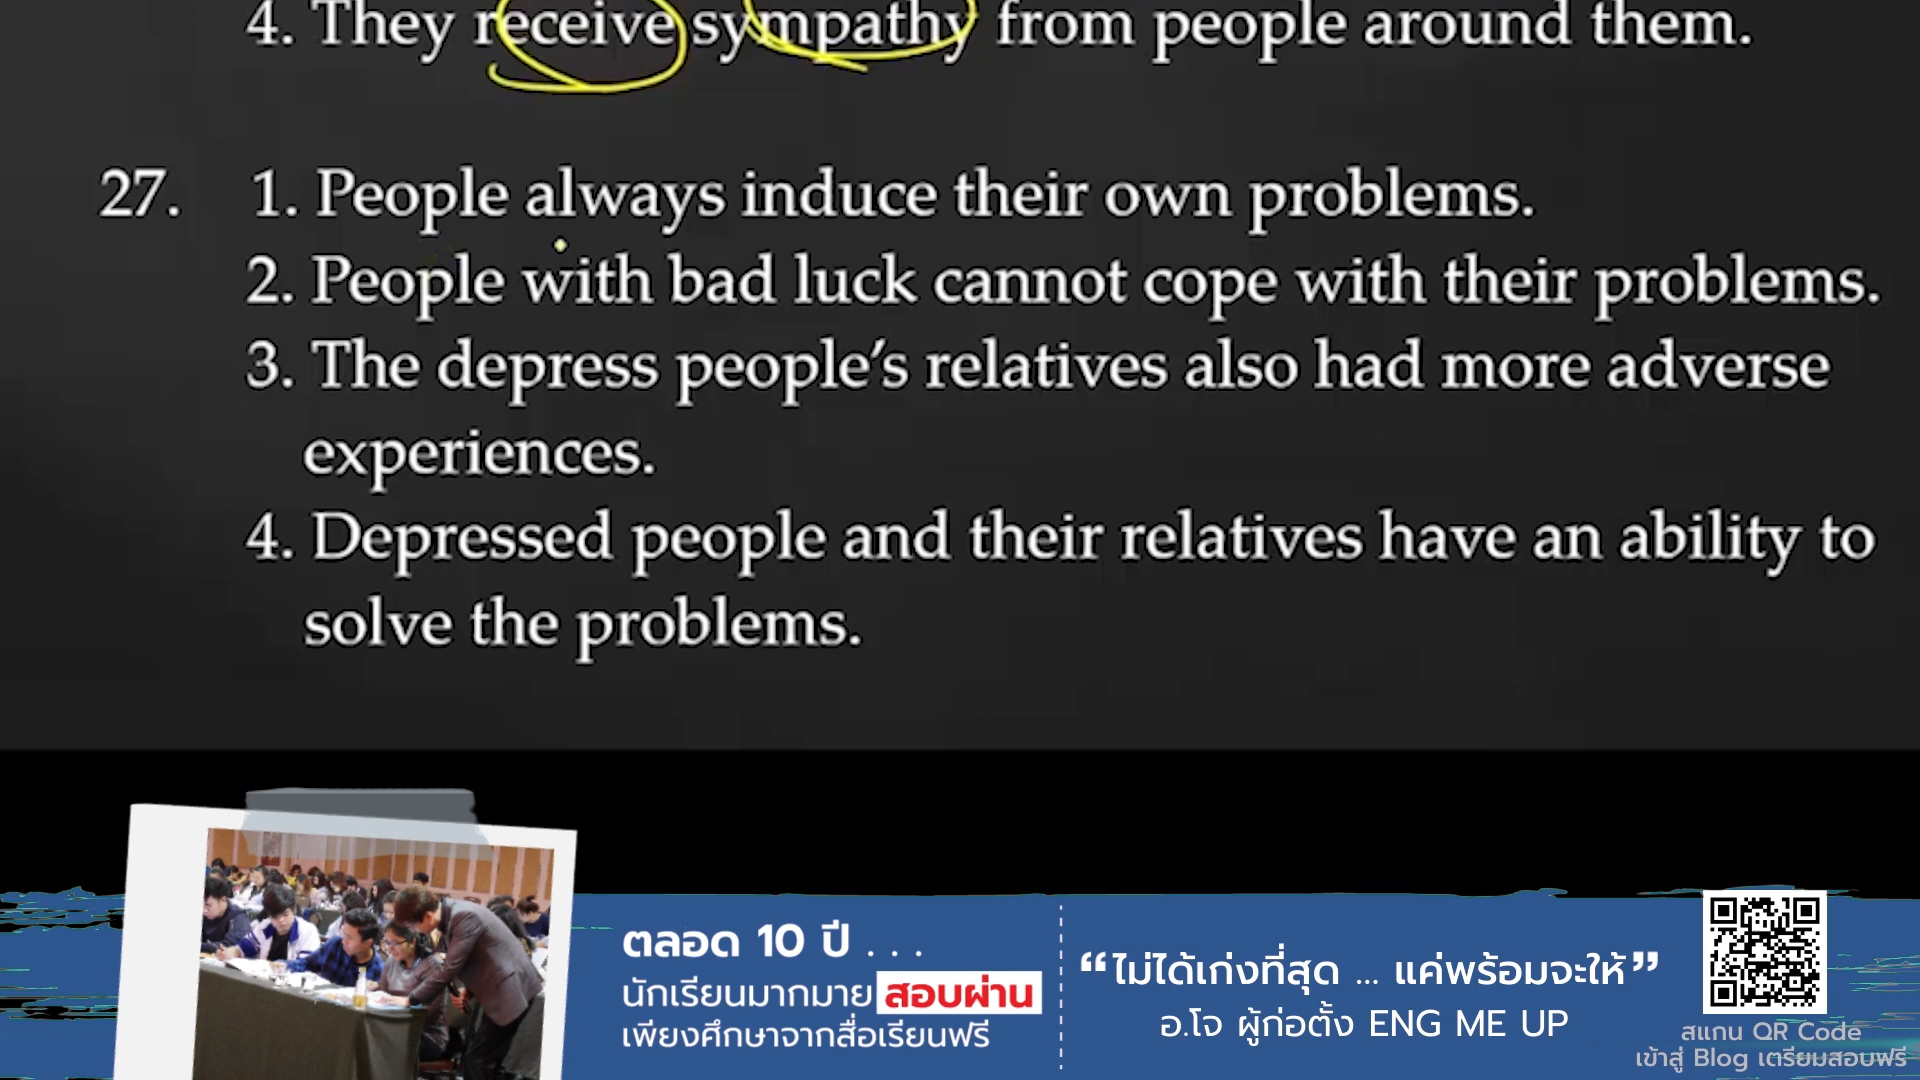 4. They receive sympathy from people around them.
27. 1. People always induce their own problems.
2. People with bad luck cannot cope with their problems.
3. The depress people's relatives also had more adverse
experiences.
4. Depressed people and their relatives have an ability to
solve the problems.
ตลอด 10 ปี . . .
นักเรียนมากมาย สอบผ่าน
เพียงศึกษาจากสื่อเรียนฟรี
“ไม่ได้เก่งที่สุด ... แค่พร้อมจะให้”
อ.โจ ผู้ก่อตั้ง ENG ME UP
สแกน QR Code
เข้าสู่ Blog เตรียมสอบฟรี